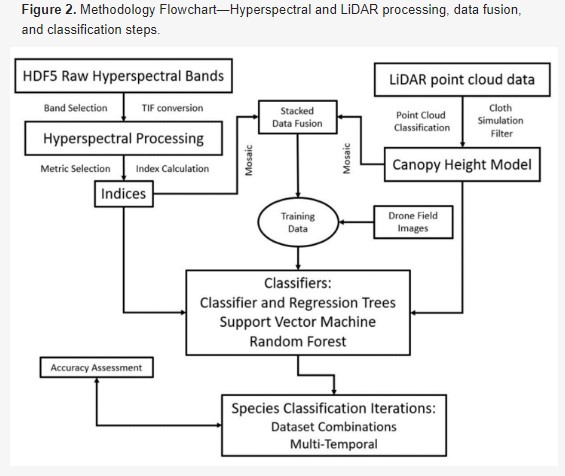 Figure 2. Methodology Flowchart—Hyperspectral and LiDAR processing, data fusion,
and classification steps.
HDF5 Raw Hyperspectral Bands
LiDAR point cloud data
Band Selection
TIF conversion
Stacked
Data Fusion
Point Cloud
Classification
Cloth
Simulation
Filter
Hyperspectral Processing
Metric Selection
Index Calculation
Mosaic
Mosaic
Canopy Height Model
Indices
Training
Data
Drone Field
Images
Classifiers:
Classifier and Regression Trees
Support Vector Machine
Random Forest
Accuracy Assessment
Species Classification Iterations:
Dataset Combinations
Multi-Temporal